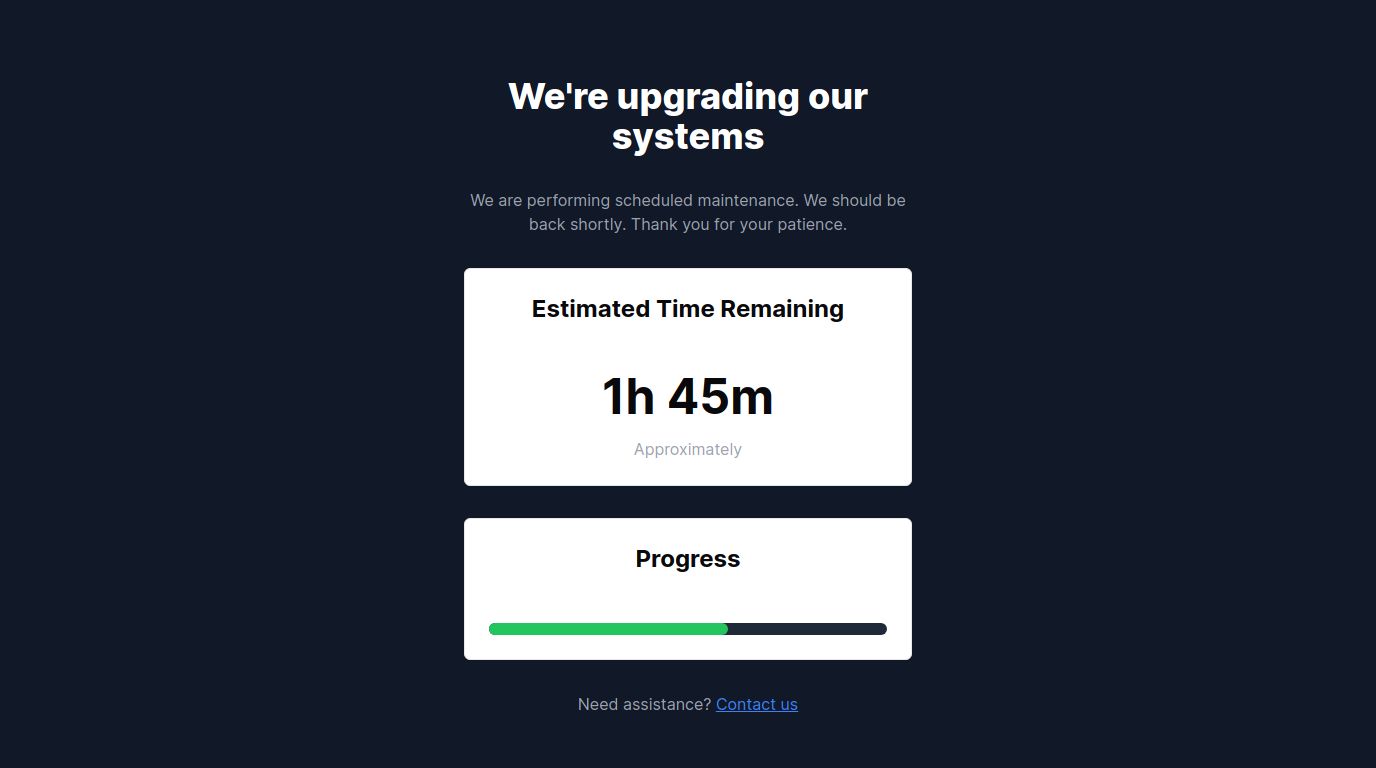 We're upgrading our
systems
We are performing scheduled maintenance. We should be
back shortly. Thank you for your patience.
Estimated Time Remaining
1h 45m
Approximately
Progress
Need assistance? Contact us